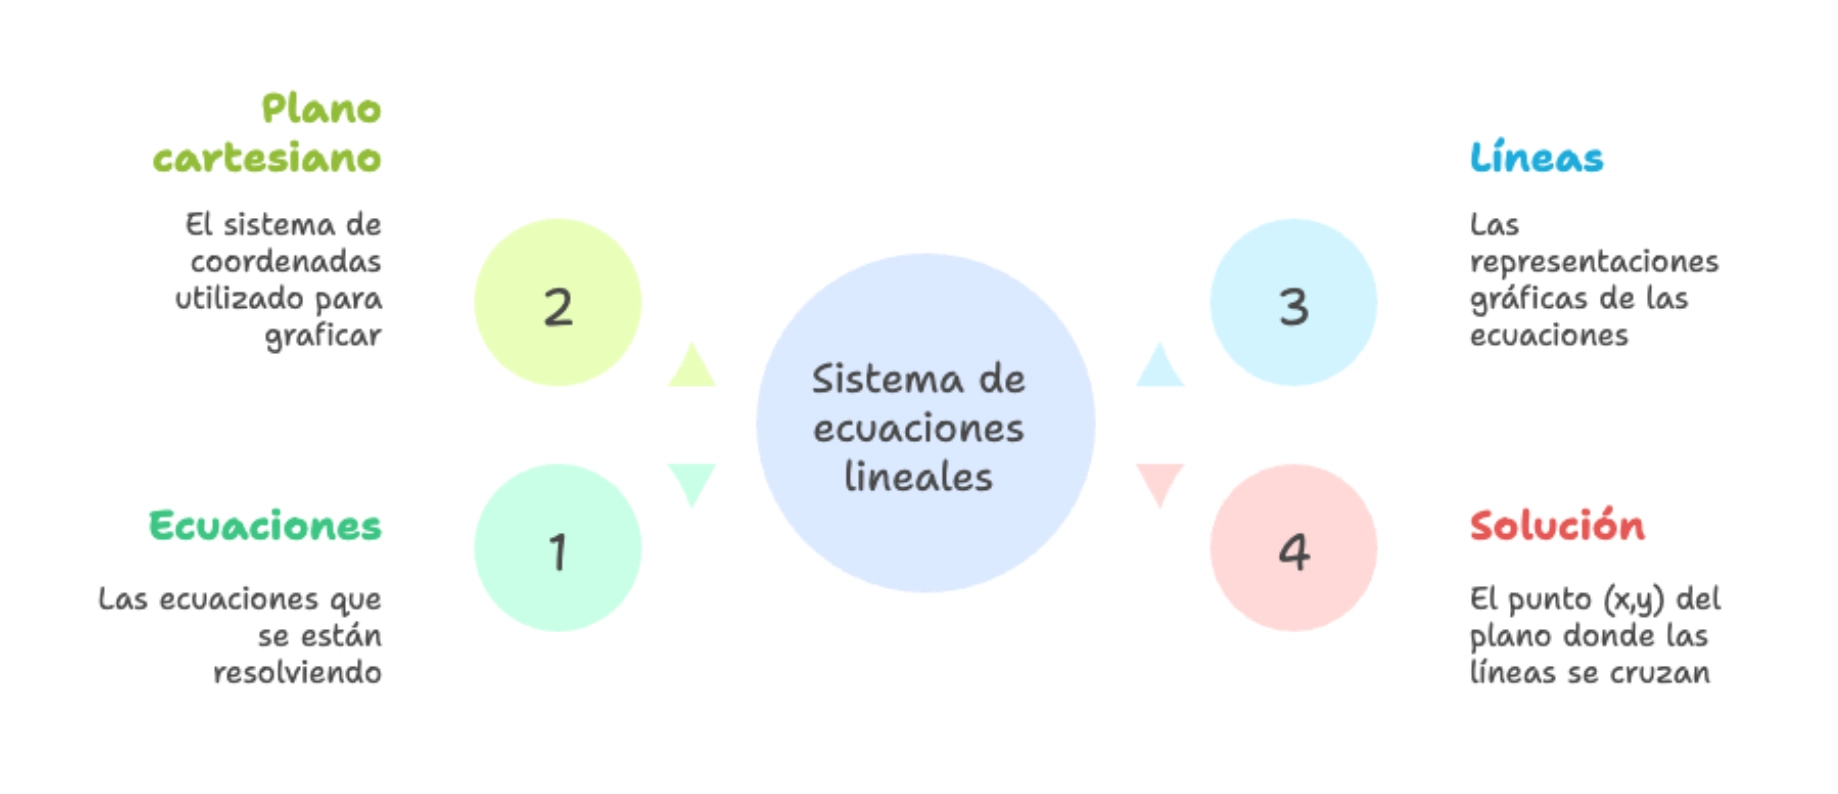 Plano
cartesiano
El sistema de
coordenadas
utilizado para
graficar
2
Ecuaciones
Las ecuaciones que
se están
resolviendo
1
Sistema de
ecuaciones
lineales
3
Líneas
Las
representaciones
gráficas de las
ecuaciones
4
Solución
El punto (x,y) del
plano donde las
líneas se cruzan